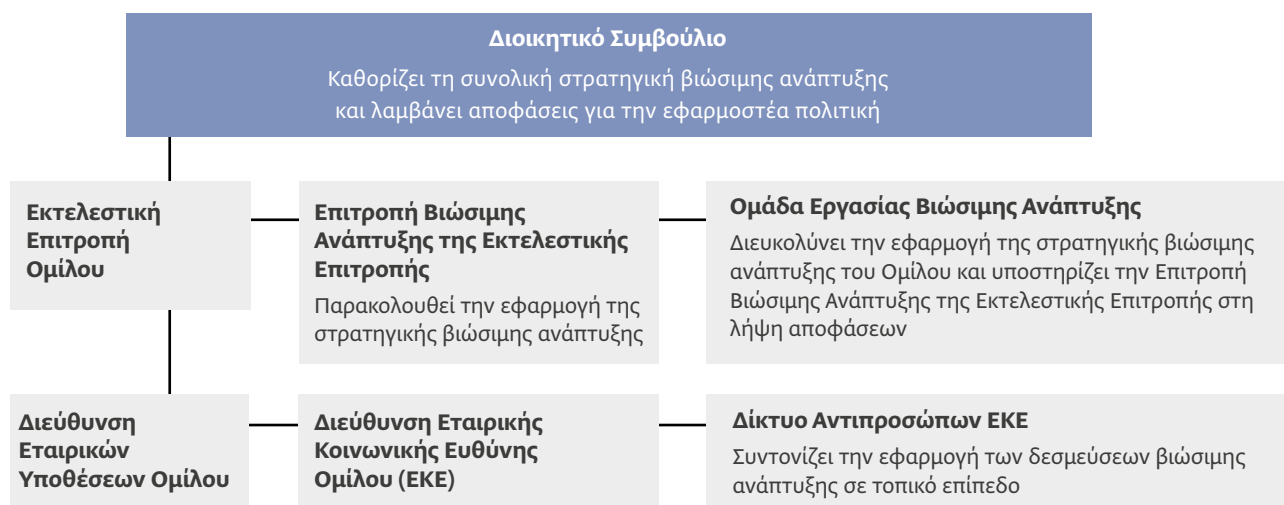 Διοικητικό Συμβούλιο
Καθορίζει τη συνολική στρατηγική βιώσιμης ανάπτυξης
και λαμβάνει αποφάσεις για την εφαρμοστέα πολιτική
Εκτελεστική
Επιτροπή
Ομίλου
Επιτροπή Βιώσιμης
Ανάπτυξης της Εκτελεστικής
Επιτροπής
Παρακολουθεί την εφαρμογή της
στρατηγικής βιώσιμης ανάπτυξης
Ομάδα Εργασίας Βιώσιμης Ανάπτυξης
Διευκολύνει την εφαρμογή της στρατηγικής βιώσιμης
ανάπτυξης του Ομίλου και υποστηρίζει την Επιτροπή
Βιώσιμης Ανάπτυξης της Εκτελεστικής Επιτροπής στη
λήψη αποφάσεων
Διεύθυνση
Εταιρικών
Υποθέσεων Ομίλου
Διεύθυνση Εταιρικής
Κοινωνικής Ευθύνης
Ομίλου (ΕΚΕ)
Δίκτυο Αντιπροσώπων ΕΚΕ
Συντονίζει την εφαρμογή των δεσμεύσεων βιώσιμης
ανάπτυξης σε τοπικό επίπεδο